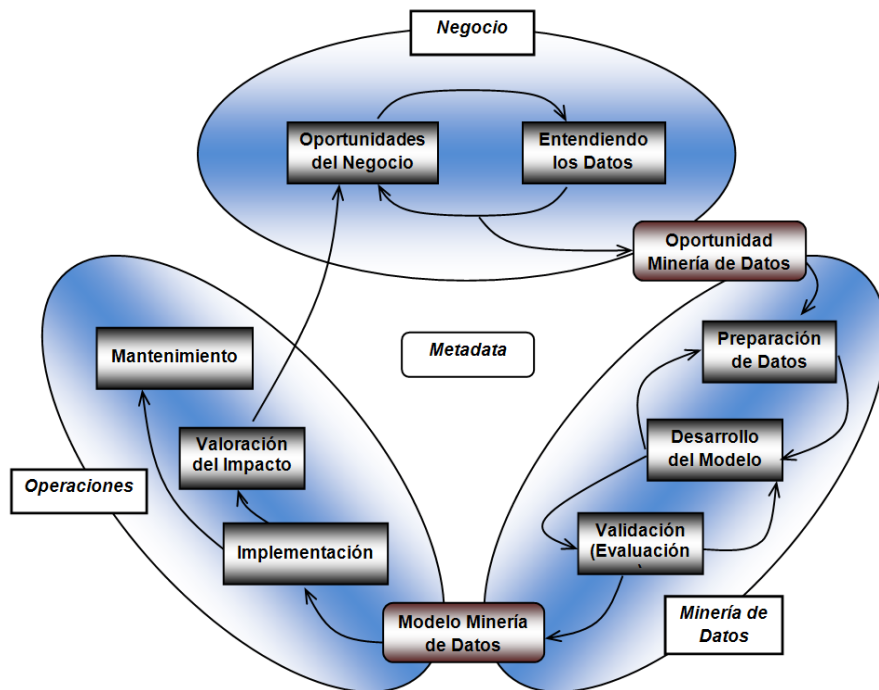 Negocio
Oportunidades
del Negocio
Entendiendo
los Datos
Oportunidad
Minería de Datos
Metadata
Preparación
de Datos
Desarrollo
del Modelo
Validación
(Evaluación
Minería de
Datos
Modelo Minería
de Datos
Implementación
Valoración
del Impacto
Mantenimiento
Operaciones